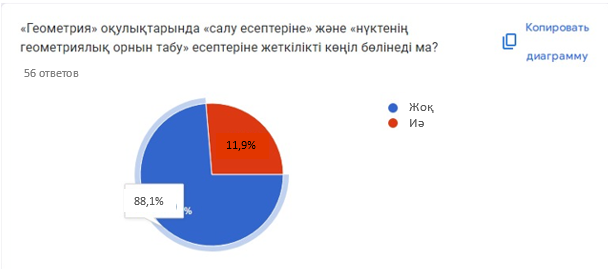 «Геометрия» оқулықтарында «салу есептеріне» және «нүктенің
геометриялық орнын табу» есептеріне жеткілікті көңіл бөлінеді ма?
Копировать
диаграмму
56 ответов
Жоқ
Иә
11,9%
88,1%
%